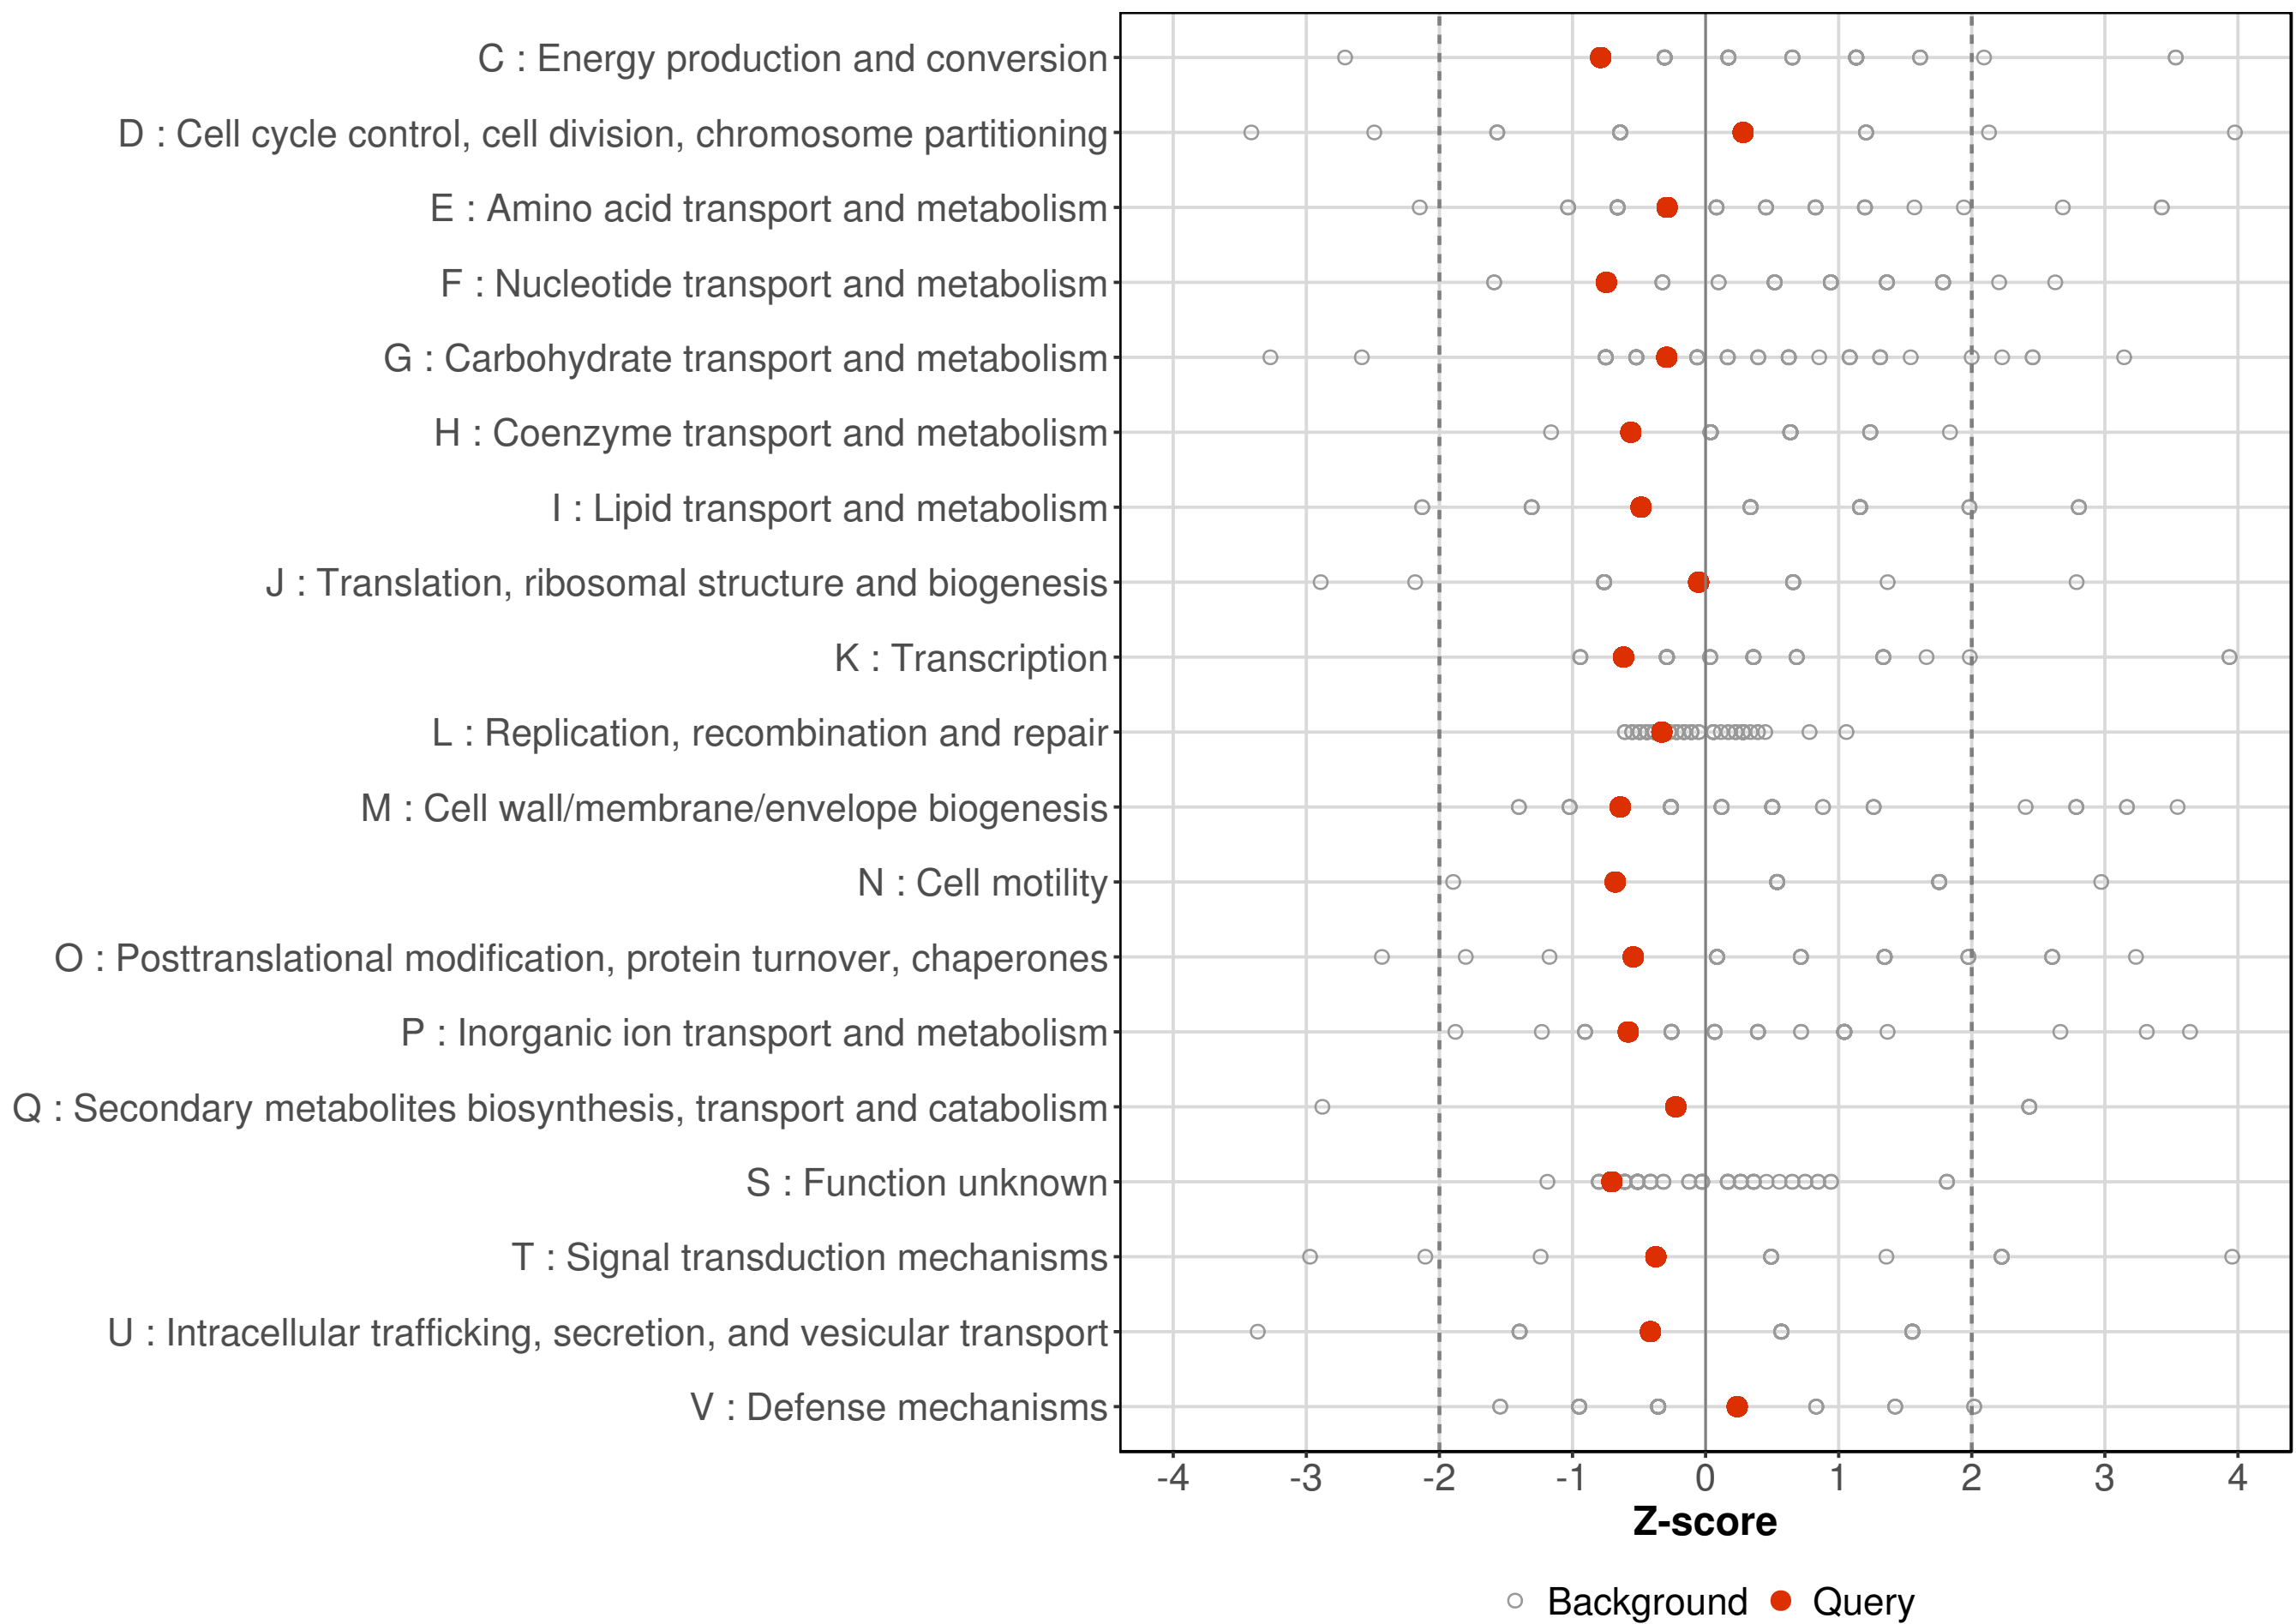 C : Energy production and conversion
D : Cell cycle control, cell division, chromosome partitioning
E : Amino acid transport and metabolism
F : Nucleotide transport and metabolism
G : Carbohydrate transport and metabolism
H : Coenzyme transport and metabolism
I : Lipid transport and metabolism
J : Translation, ribosomal structure and biogenesis
K : Transcription
L : Replication, recombination and repair
M : Cell wall/membrane/envelope biogenesis
N : Cell motility
O : Posttranslational modification, protein turnover, chaperones
P : Inorganic ion transport and metabolism
Q : Secondary metabolites biosynthesis, transport and catabolism
S : Function unknown
T : Signal transduction mechanisms
U : Intracellular trafficking, secretion, and vesicular transport
V : Defense mechanisms
-4 -3 -2 -1 0 1 2 3 4
Z-score
Background Query